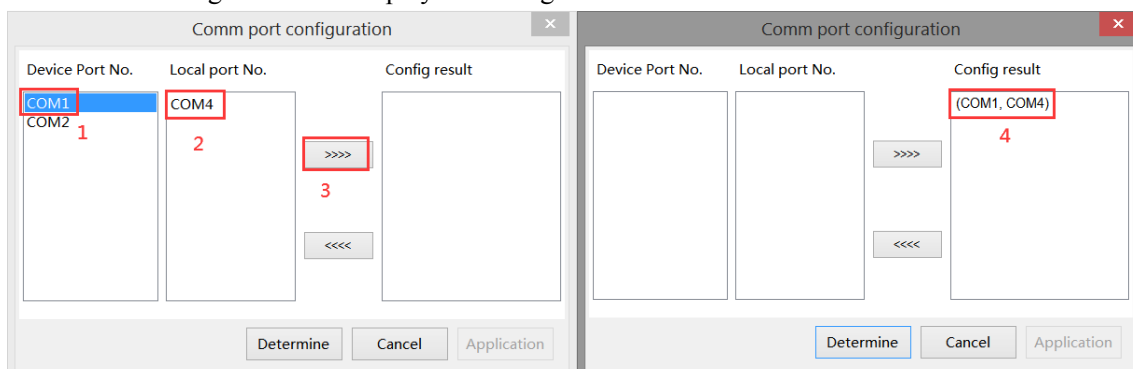 Comm port configuration
Device Port No. Local port No. Config result
COM1 COM4
COM2
1 2
>>>>
3
<<<<
Determine Cancel Application
Comm port configuration
Device Port No. Local port No. Config result
(COM1, COM4)
4
>>>>
<<<<
Determine Cancel Application